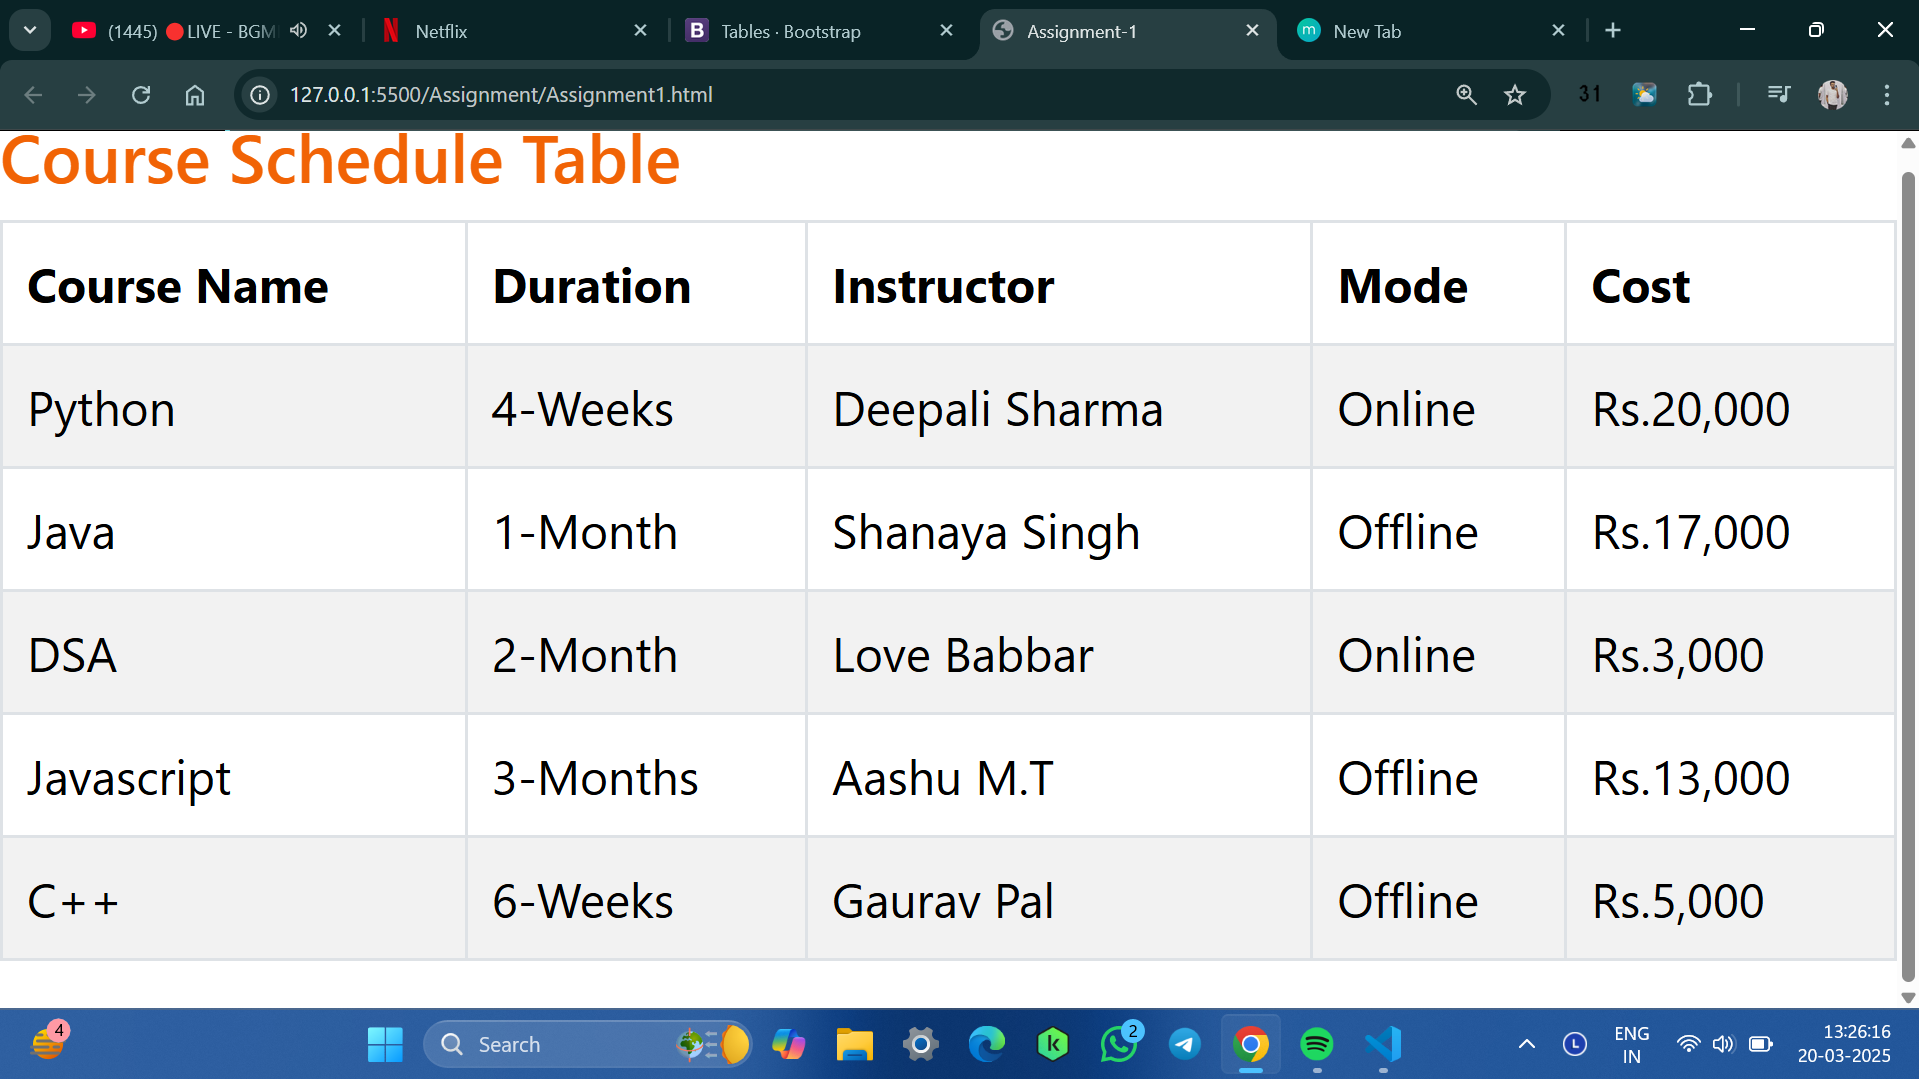 (1445) 🔴LIVE - BGM
Netflix
B Tables · Bootstrap
Assignment-1
m New Tab
127.0.0.1:5500/Assignment/Assignment1.html
31
Course Schedule Table
Course Name Duration Instructor Mode Cost
Python 4-Weeks Deepali Sharma Online Rs.20,000
Java 1-Month Shanaya Singh Offline Rs.17,000
DSA 2-Month Love Babbar Online Rs.3,000
Javascript 3-Months Aashu M.T Offline Rs.13,000
C++ 6-Weeks Gaurav Pal Offline Rs.5,000
4
Search
2
ENG
IN
13:26:16
20-03-2025